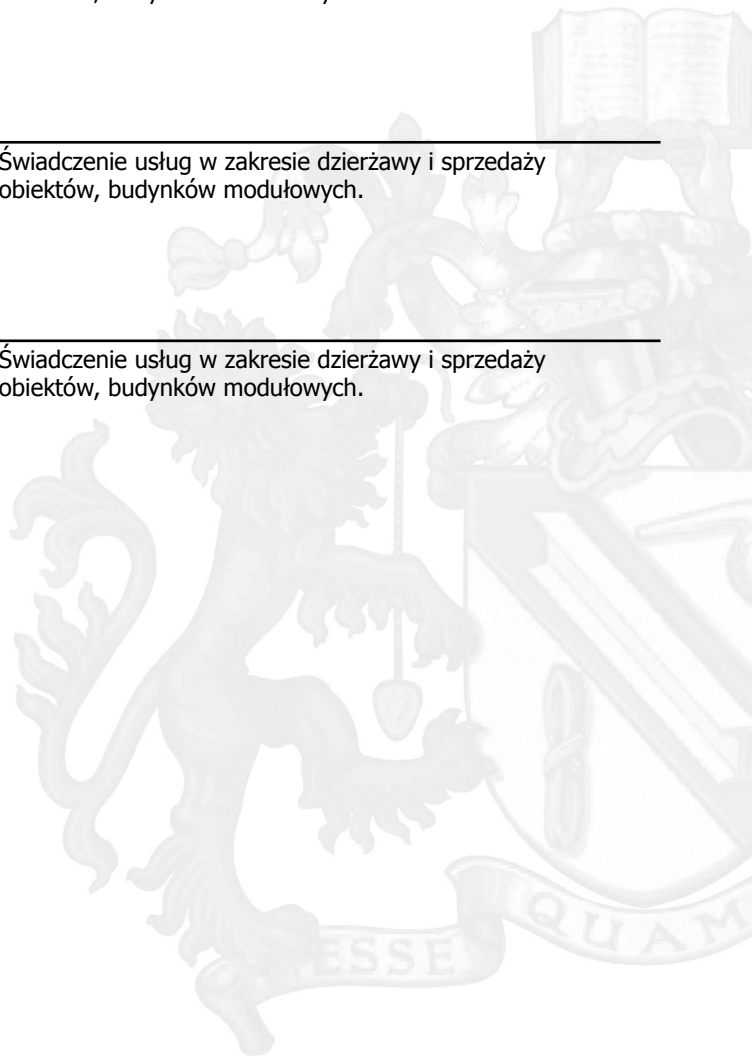 Świadczenie usług w zakresie dzierżawy i sprzedaży
obiektów, budynków modułowych.
Świadczenie usług w zakresie dzierżawy i sprzedaży
obiektów, budynków modułowych.
ESSE QUAM